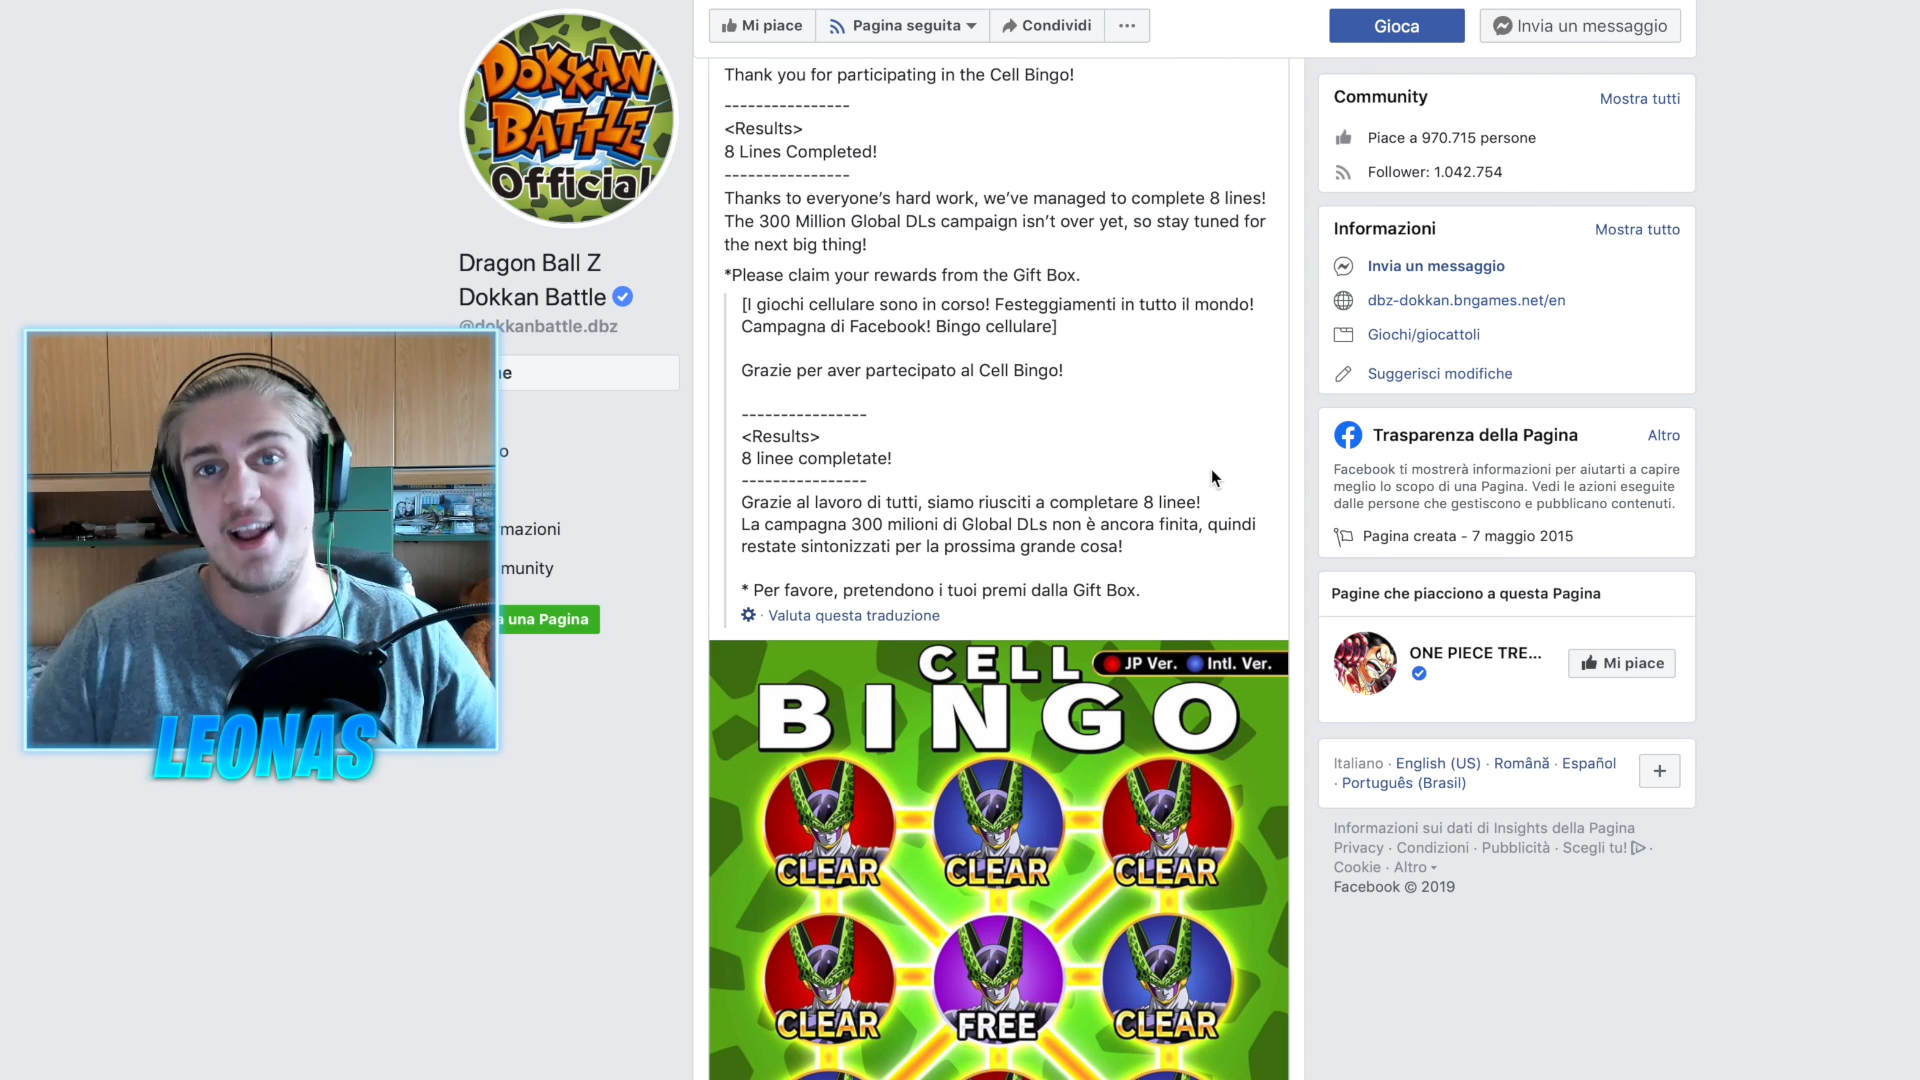 DOKKAN
BATTLE
Official
Dragon Ball Z
Dokkan Battle
@dokkanbattle.dbz
e
o
mazioni
munity
a una Pagina
LEONAS
Mi piace
Pagina seguita
Condividi
...
Gioca
Invia un messaggio
Thank you for participating in the Cell Bingo!
----------------
<Results>
8 Lines Completed!
----------------
Thanks to everyone’s hard work, we’ve managed to complete 8 lines!
The 300 Million Global DLs campaign isn’t over yet, so stay tuned for
the next big thing!
*Please claim your rewards from the Gift Box.
[I giochi cellulare sono in corso! Festeggiamenti in tutto il mondo!
Campagna di Facebook! Bingo cellulare]
Grazie per aver partecipato al Cell Bingo!
----------------
<Results>
8 linee completate!
----------------
Grazie al lavoro di tutti, siamo riusciti a completare 8 linee!
La campagna 300 milioni di Global DLs non è ancora finita, quindi
restate sintonizzati per la prossima grande cosa!
* Per favore, pretendono i tuoi premi dalla Gift Box.
· Valuta questa traduzione
CELL
JP Ver. Intl. Ver.
BINGO
CLEAR CLEAR CLEAR
CLEAR FREE CLEAR
Community
Mostra tutti
Piace a 970.715 persone
Follower: 1.042.754
Informazioni
Mostra tutto
Invia un messaggio
dbz-dokkan.bngames.net/en
Giochi/giocattoli
Suggerisci modifiche
Trasparenza della Pagina
Altro
Facebook ti mostrerà informazioni per aiutarti a capire
meglio lo scopo di una Pagina. Vedi le azioni eseguite
dalle persone che gestiscono e pubblicano contenuti.
Pagina creata - 7 maggio 2015
Pagine che piacciono a questa Pagina
ONE PIECE TRE...
Mi piace
Italiano · English (US) · Română · Español
· Português (Brasil)
+
Informazioni sui dati di Insights della Pagina
Privacy · Condizioni · Pubblicità · Scegli tu! ·
Cookie · Altro
Facebook © 2019